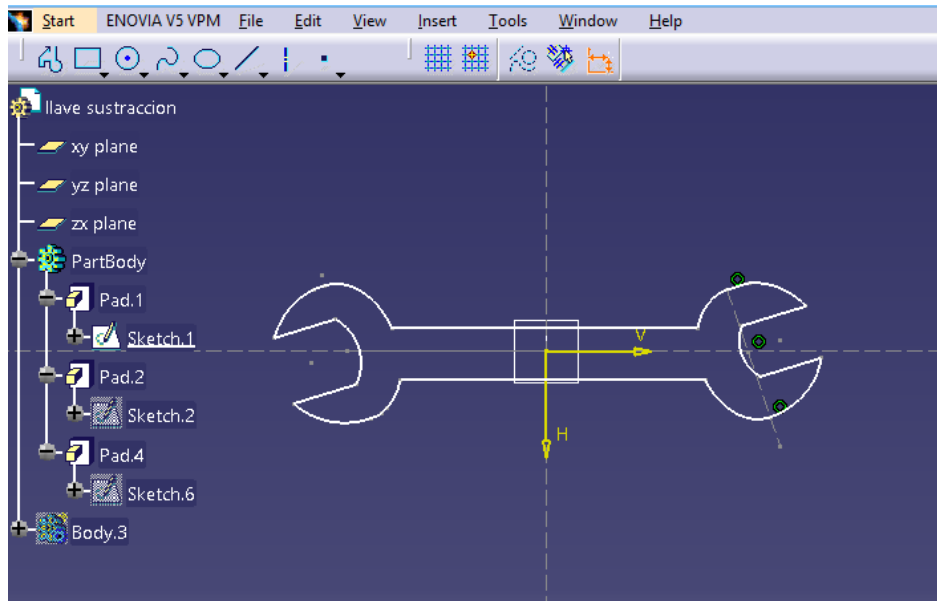 Start ENOVIA V5 VPM File Edit View Insert Tools Window Help
llave sustraccion
xy plane
yz plane
zx plane
PartBody
Pad.1
Sketch.1
Pad.2
Sketch.2
Pad.4
Sketch.6
Body.3
V
H